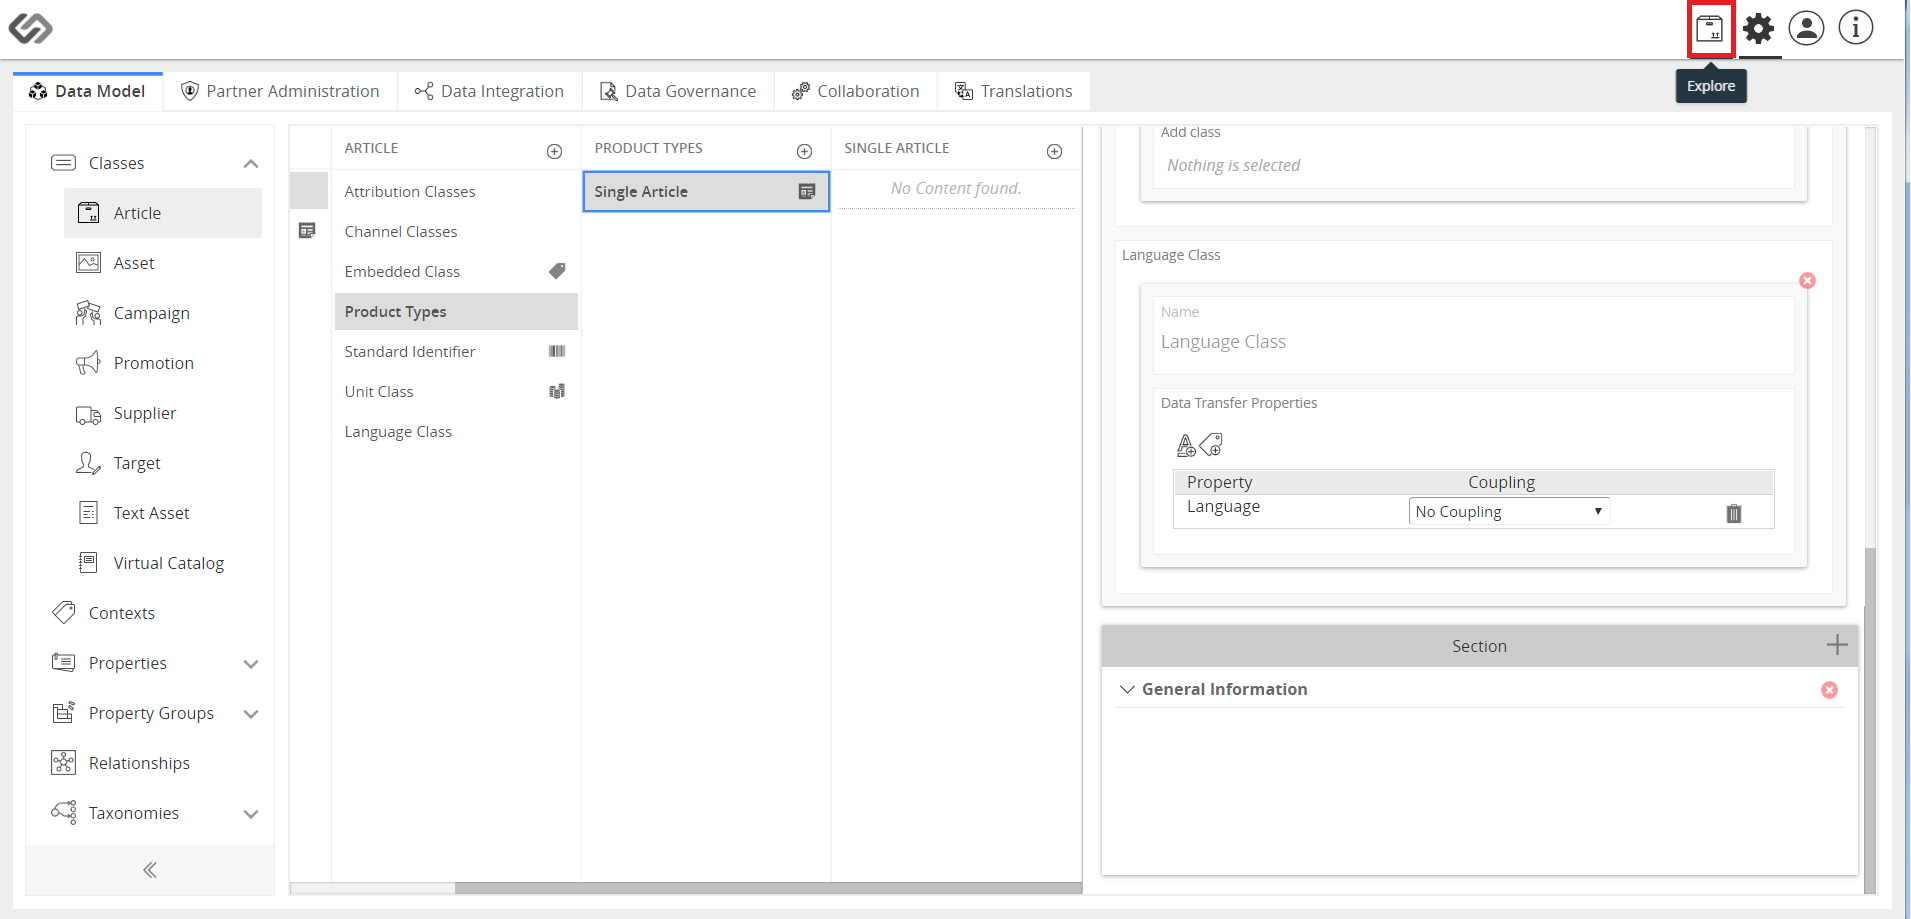 Explore
Data Model
Partner Administration
Data Integration
Data Governance
Collaboration
Translations
Classes
Article
Asset
Campaign
Promotion
Supplier
Target
Text Asset
Virtual Catalog
Contexts
Properties
Property Groups
Relationships
Taxonomies
ARTICLE
Attribution Classes
Channel Classes
Embedded Class
Product Types
Standard Identifier
Unit Class
Language Class
PRODUCT TYPES
Single Article
SINGLE ARTICLE
No Content found.
Add class
Nothing is selected
Language Class
Name
Language Class
Data Transfer Properties
Property Coupling
Language No Coupling
Section
General Information